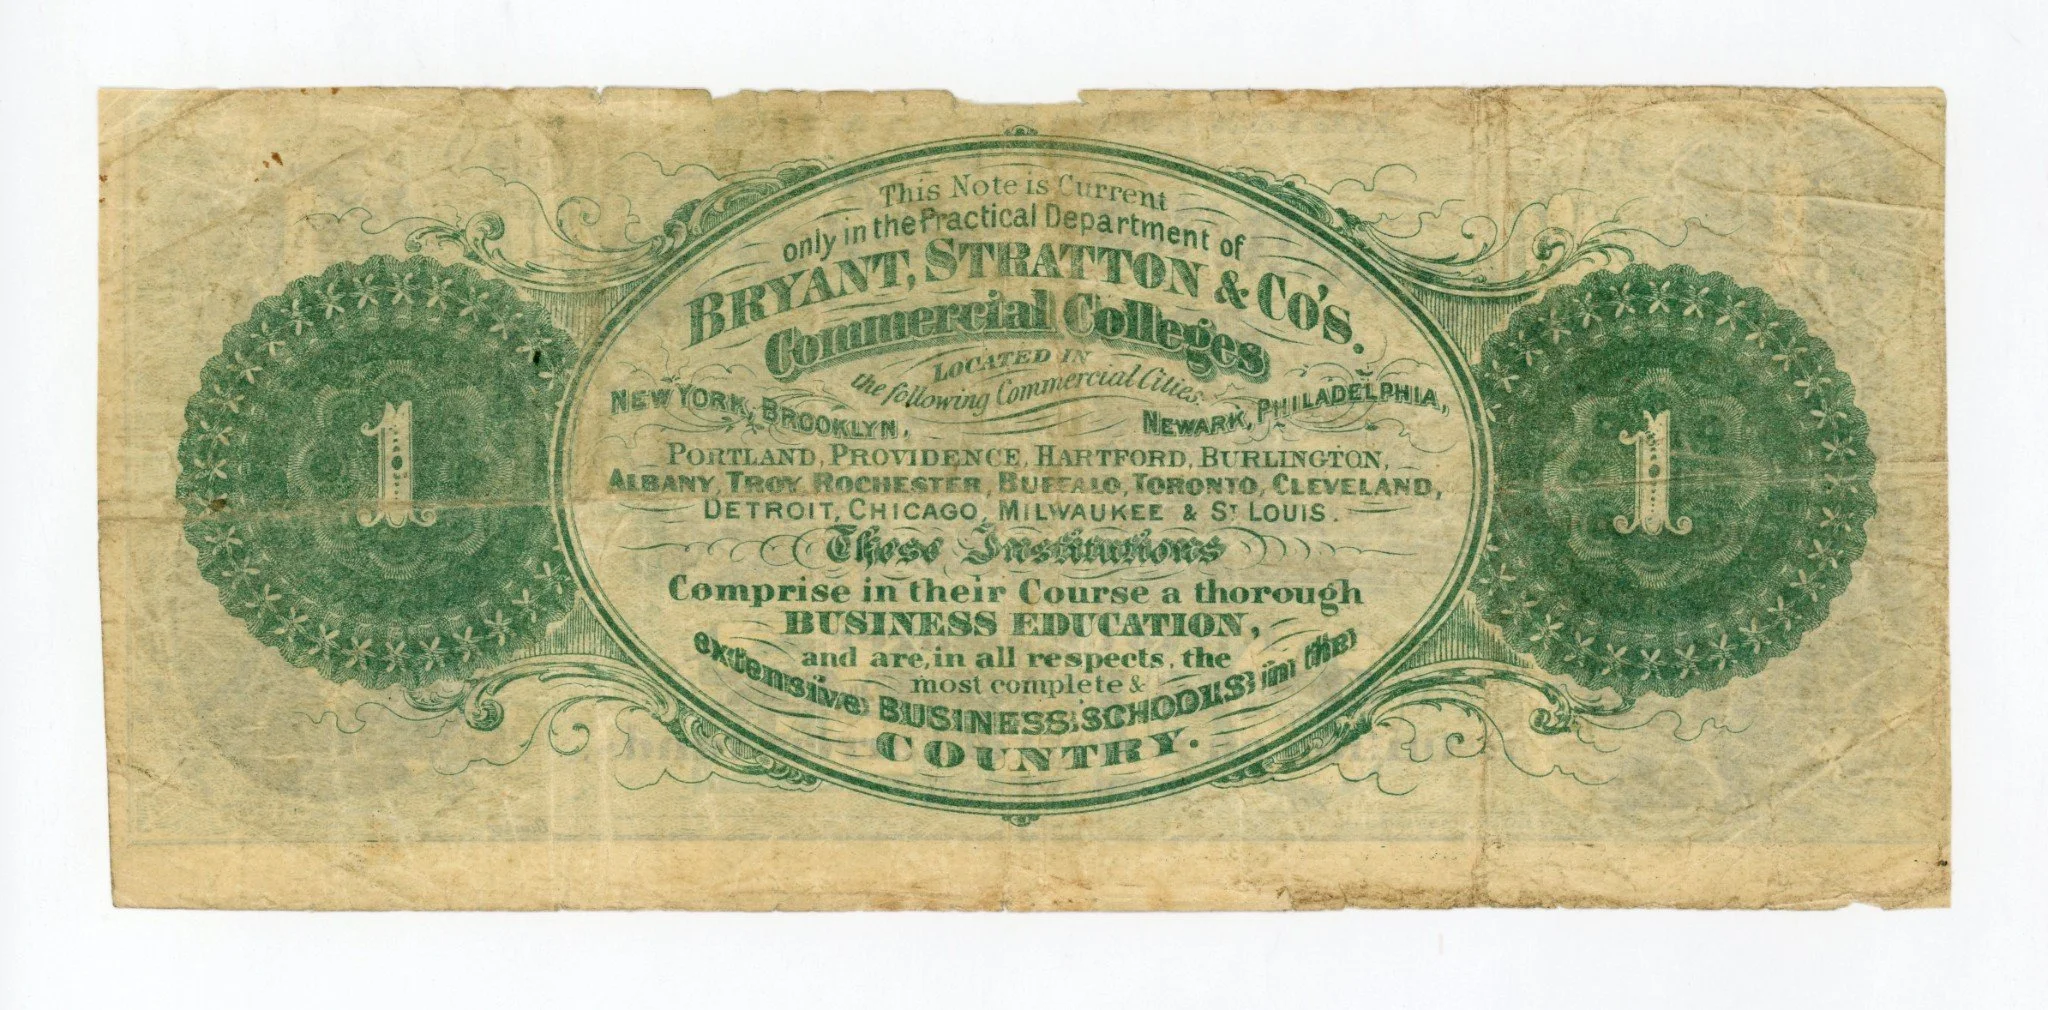 This Note is Current
only in the Practical Department of
BRYANT, STRATTON & CO'S.
Commercial Colleges
LOCATED IN
the following Commercial Cities.
NEW YORK, BROOKLYN, NEWARK, PHILADELPHIA,
PORTLAND, PROVIDENCE, HARTFORD, BURLINGTON,
ALBANY, TROY, ROCHESTER, BUFFALO, TORONTO, CLEVELAND,
DETROIT, CHICAGO, MILWAUKEE & ST LOUIS.
These Institutions
Comprise in their Course a thorough
BUSINESS EDUCATION,
and are, in all respects, the
most complete &
extensive BUSINESS SCHOOLS in the
COUNTRY.
1
1